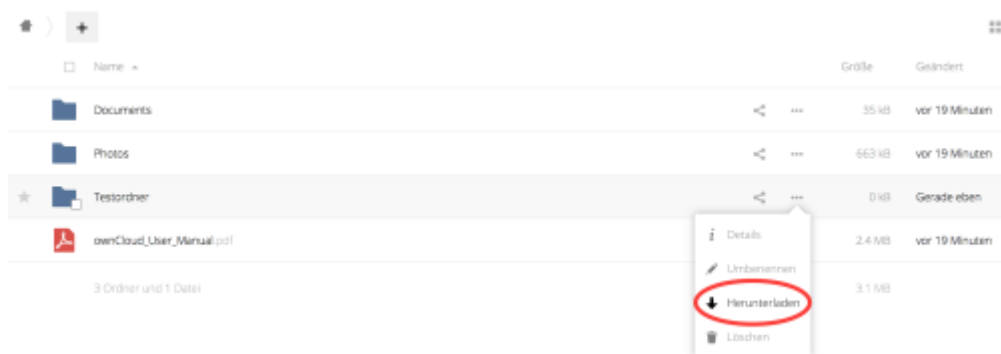 Name Größe Geändert
Documents 35 kB vor 19 Minuten
Photos 663 kB vor 19 Minuten
Testordner 0 kB Gerade eben
ownCloud_User_Manual.pdf 2.4 MB vor 19 Minuten
3 Ordner und 1 Datei 3.1 MB
Details
Umbenennen
Herunterladen
Löschen